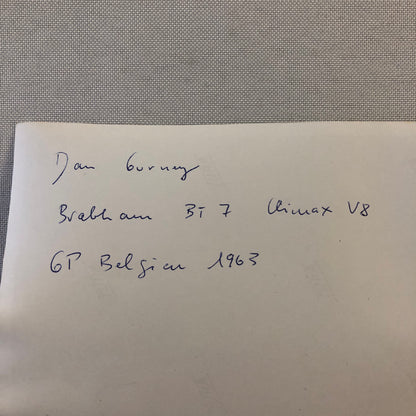 Dan Gurney
Brabham BT 7 Climax V8
GP Belgien 1963